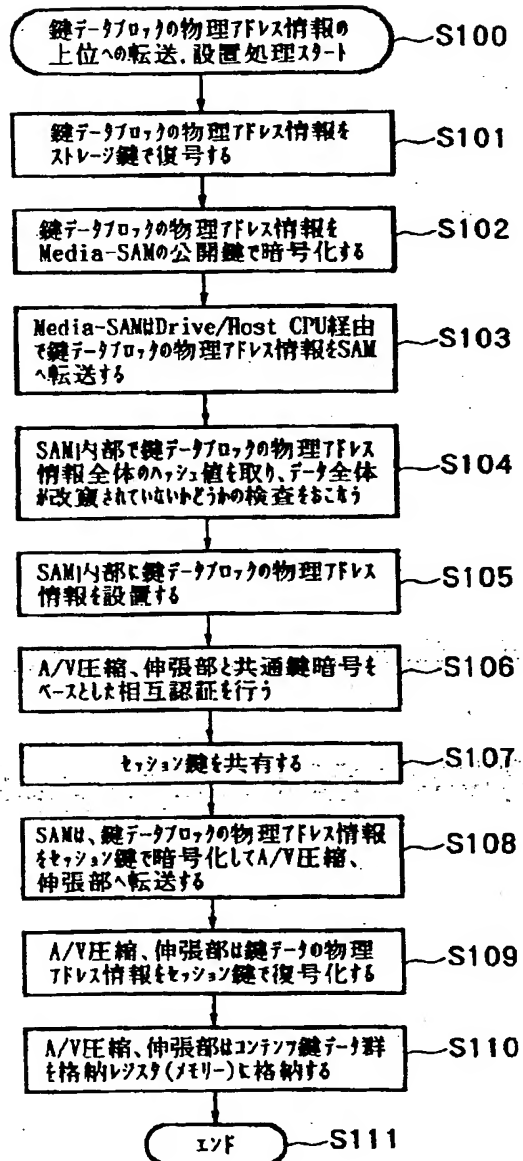 鍵データブロックの物理アドレス情報の
上位への転送,設置処理スタート
S100
鍵データブロックの物理アドレス情報を
ストレージ鍵で復号する
S101
鍵データブロックの物理アドレス情報を
Media-SAMの公開鍵で暗号化する
S102
Media-SAMはDrive/Host CPU経由
で鍵データブロックの物理アドレス情報をSAM
へ転送する
S103
SAM内部で鍵データブロックの物理アドレス
情報全体のハッシュ値を取り、データ全体
が改竄されていないかどうかの検査をおこなう
S104
SAM内部に鍵データブロックの物理アドレス
情報を設置する
S105
A/V圧縮、伸張部と共通鍵暗号を
ベースとした相互認証を行う
S106
セッション鍵を共有する
S107
SAMは、鍵データブロックの物理アドレス情報
をセッション鍵で暗号化してA/V圧縮、
伸張部へ転送する
S108
A/V圧縮、伸張部は鍵データの物理
アドレス情報をセッション鍵で復号化する
S109
A/V圧縮、伸張部はコンテンツ鍵データ群
を格納レジスタ(メモリー)に格納する
S110
エンド
S111